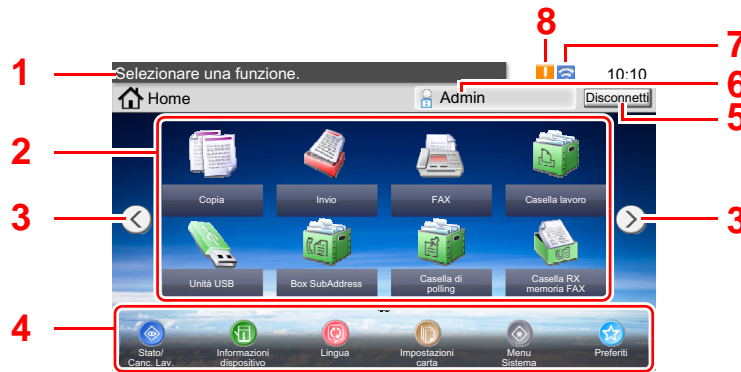 8
7
1
Selezionare una funzione.
10:10
6
Home
Admin
Disconnetti
5
2
Copia
Invio
FAX
Casella lavoro
3
3
Unità USB
Box SubAddress
Casella di
polling
Casella RX
memoria FAX
4
Stato/
Canc. Lav.
Informazioni
dispositivo
Lingua
Impostazioni
carta
Menu
Sistema
Preferiti